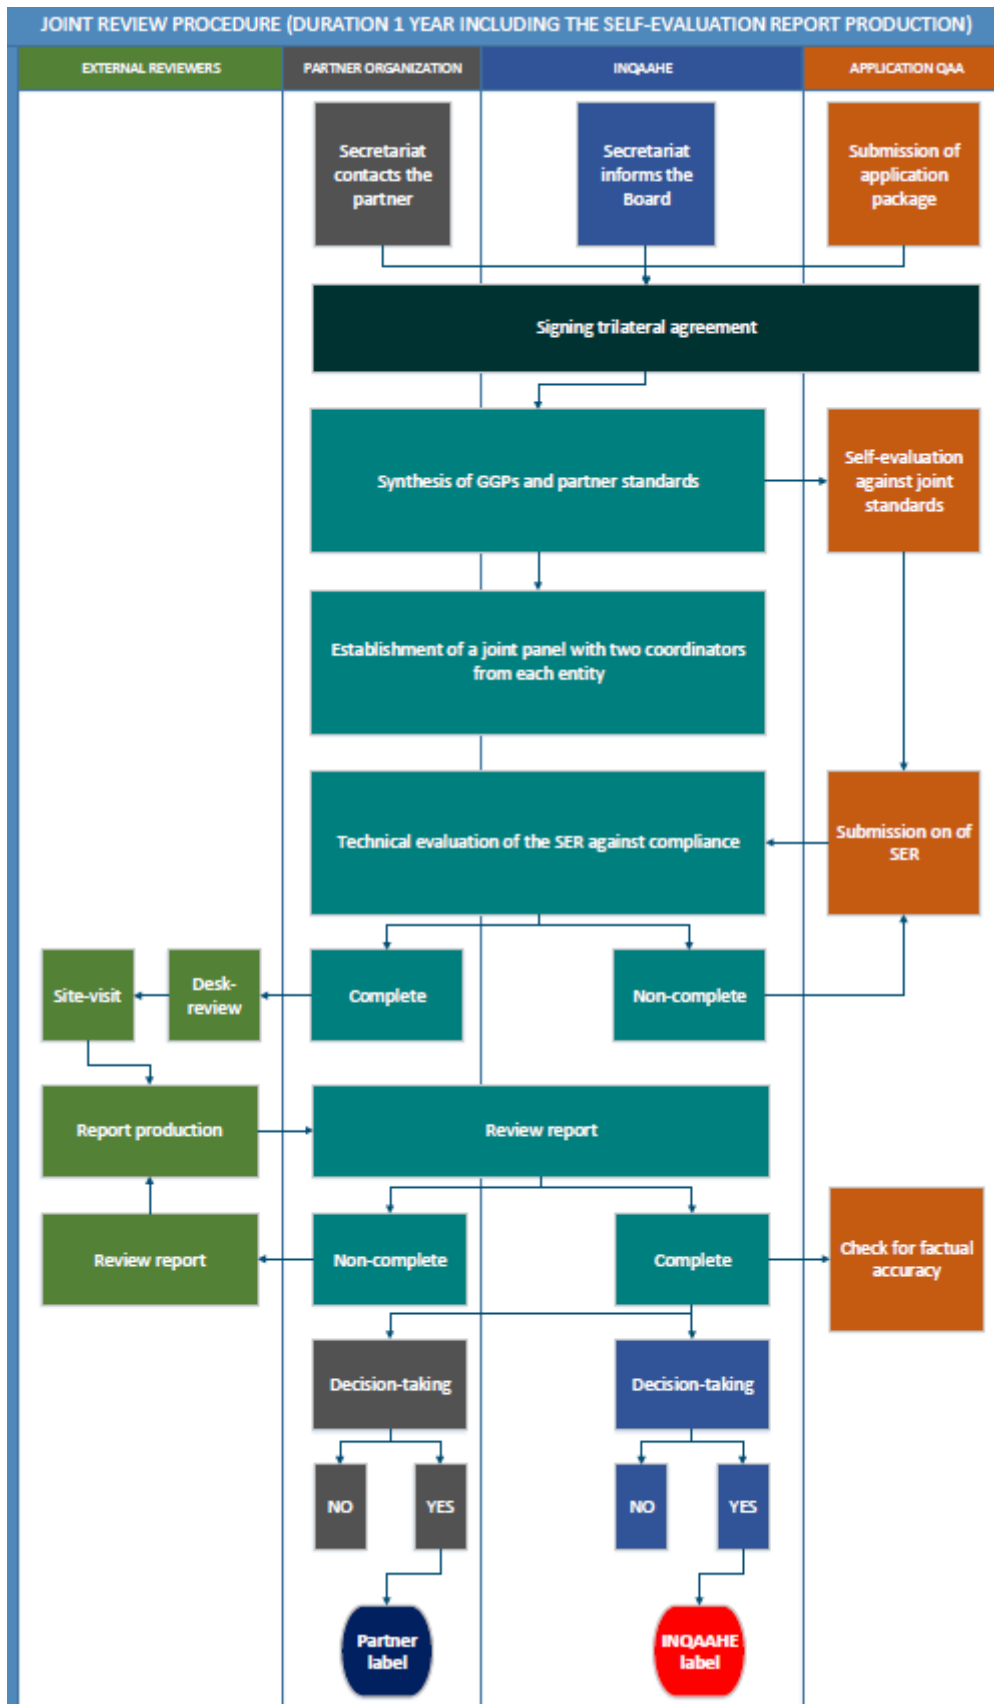 JOINT REVIEW PROCEDURE (DURATION 1 YEAR INCLUDING THE SELF-EVALUATION REPORT PRODUCTION)
EXTERNAL REVIEWERS
PARTNER ORGANIZATION
INQAAHE
APPLICATION QAA
Secretariat
contacts the
partner
Secretariat
informs the
Board
Submission of
application
package
Signing trilateral agreement
Synthesis of GGPs and partner standards
Self-evaluation
against joint
standards
Establishment of a joint panel with two coordinators
from each entity
Technical evaluation of the SER against compliance
Submission on of
SER
Site-visit
Desk-
review
Complete
Non-complete
Report production
Review report
Review report
Non-complete
Complete
Check for factual
accuracy
Decision-taking
Decision-taking
NO
YES
NO
YES
Partner
label
INQAAHE
label